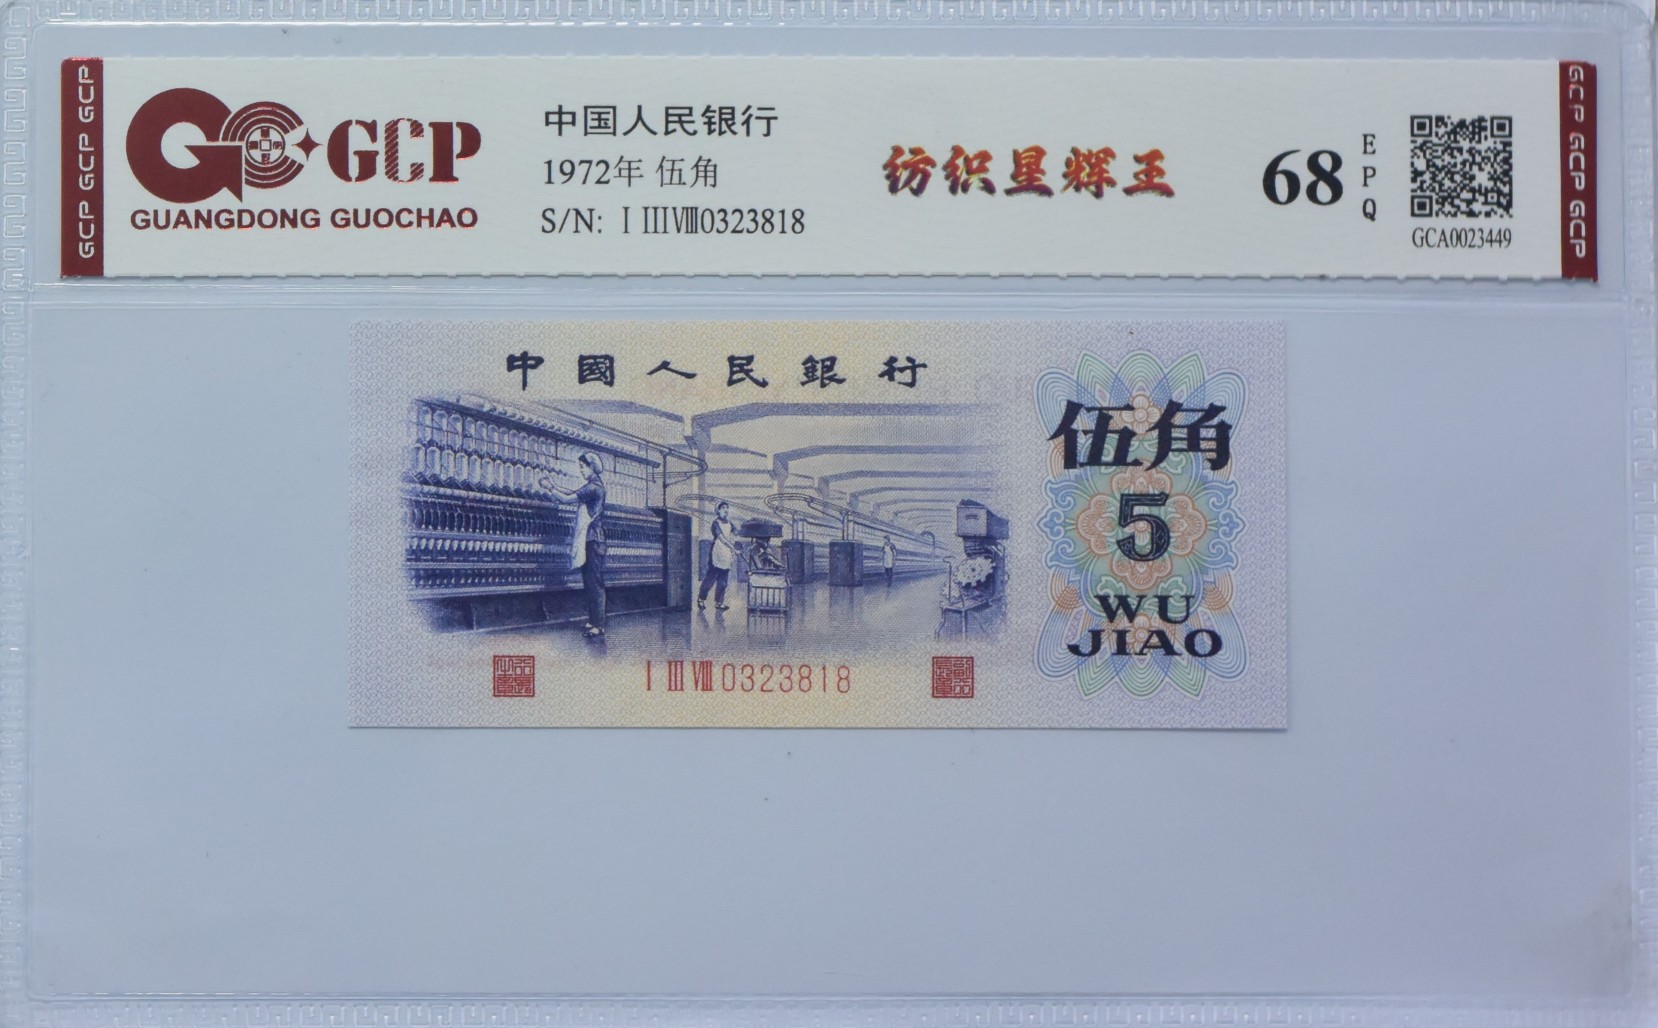 GCP GCP GCP
GCP
GUANGDONG GUOCHAO
中国人民银行
1972年 伍角
S/N: Ⅰ Ⅲ Ⅷ0323818
纺织星辉王
68
EPQ
GCA0023449
GCP GCP GCP
中國人民銀行
伍角
5
WU
JIAO
Ⅰ Ⅲ Ⅷ 0323818